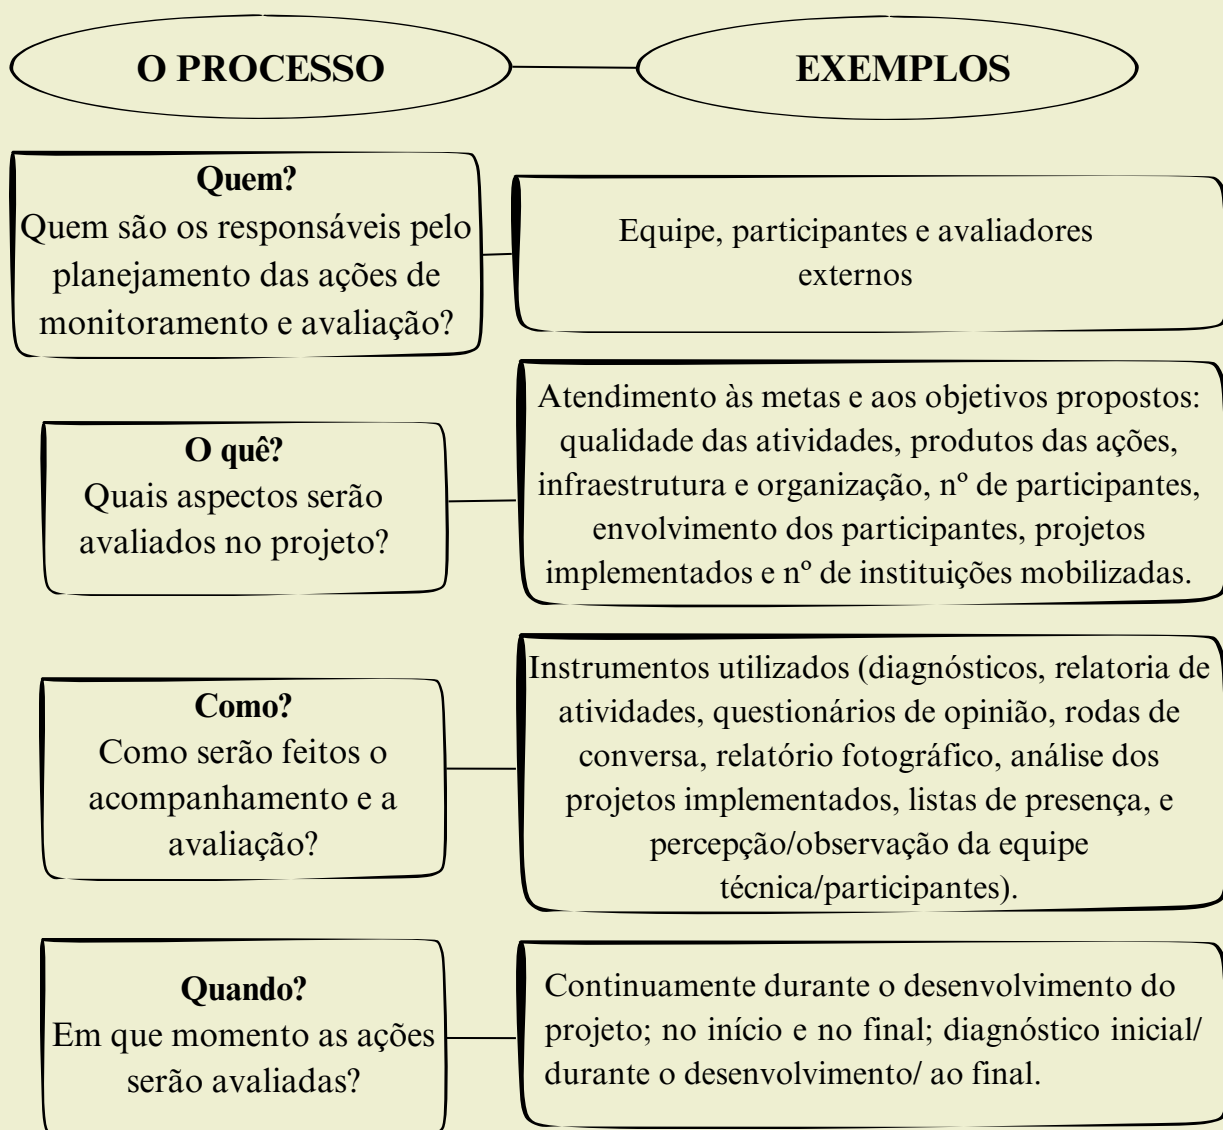 O PROCESSO
EXEMPLOS
Quem?
Quem são os responsáveis pelo
planejamento das ações de
monitoramento e avaliação?
Equipe, participantes e avaliadores
externos
O quê?
Quais aspectos serão
avaliados no projeto?
Atendimento às metas e aos objetivos propostos:
qualidade das atividades, produtos das ações,
infraestrutura e organização, nº de participantes,
envolvimento dos participantes, projetos
implementados e nº de instituições mobilizadas.
Como?
Como serão feitos o
acompanhamento e a
avaliação?
Instrumentos utilizados (diagnósticos, relatoria de
atividades, questionários de opinião, rodas de
conversa, relatório fotográfico, análise dos
projetos implementados, listas de presença, e
percepção/observação da equipe
técnica/participantes).
Quando?
Em que momento as ações
serão avaliadas?
Continuamente durante o desenvolvimento do
projeto; no início e no final; diagnóstico inicial/
durante o desenvolvimento/ ao final.